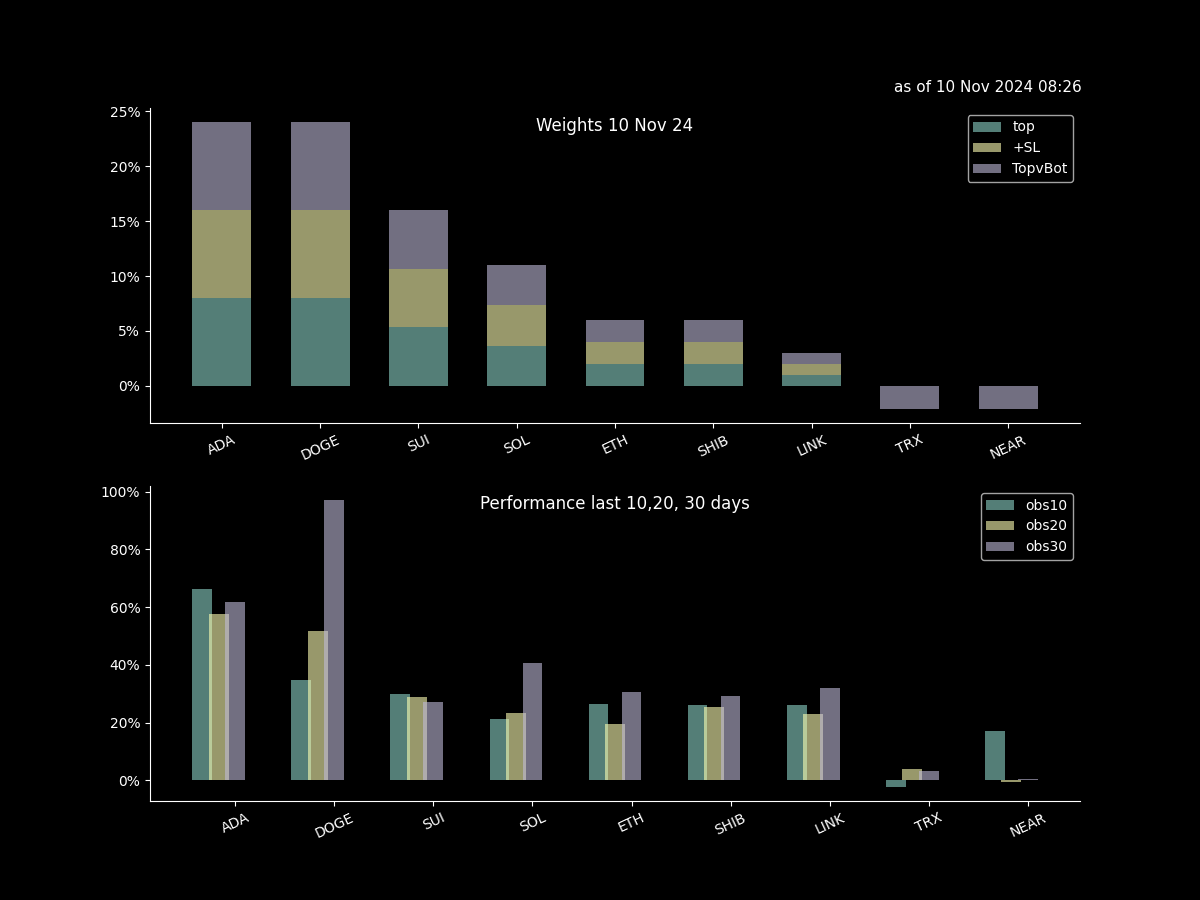 as of 10 Nov 2024 08:26
Weights 10 Nov 24
top
+SL
TopvBot
25%
20%
15%
10%
5%
0%
ADA DOGE SUI SOL ETH SHIB LINK TRX NEAR
Performance last 10,20, 30 days
obs10
obs20
obs30
100%
80%
60%
40%
20%
0%
ADA DOGE SUI SOL ETH SHIB LINK TRX NEAR